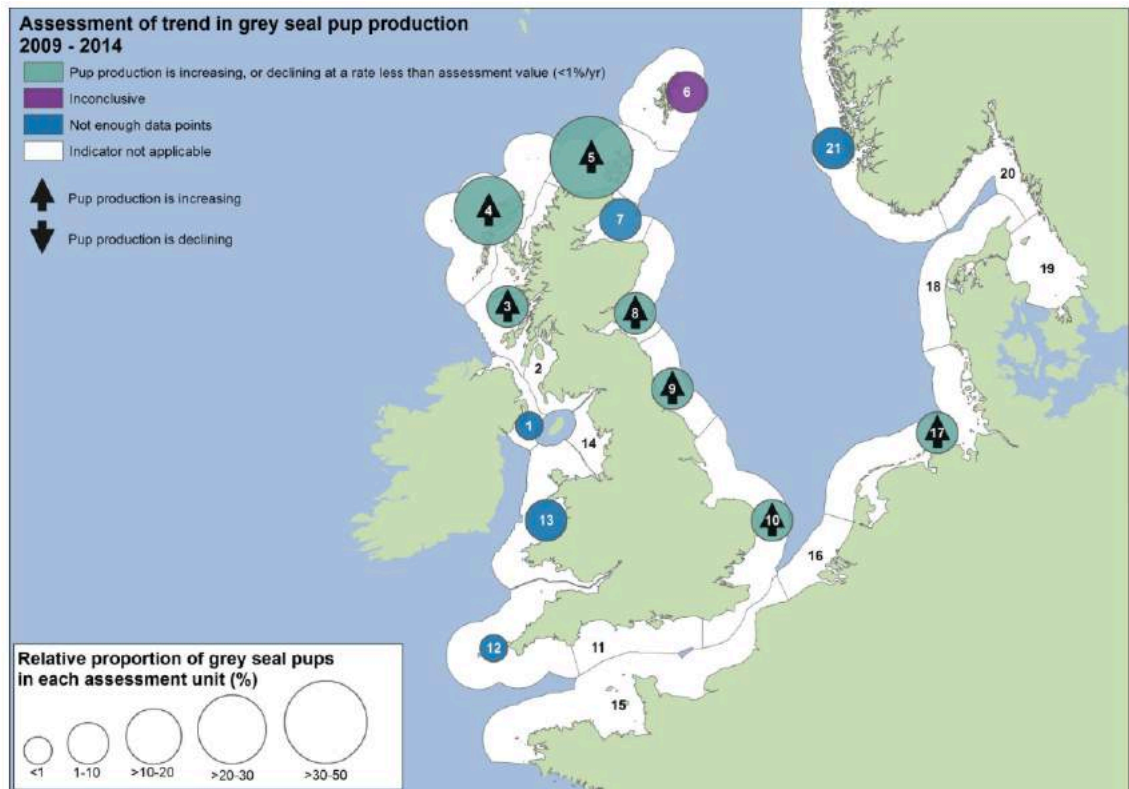 Assessment of trend in grey seal pup production
2009 - 2014
Pup production is increasing, or declining at a rate less than assessment value (<1%/yr)
Inconclusive
Not enough data points
Indicator not applicable
Pup production is increasing
Pup production is declining
6
5
21
4
7
20
19
18
3
8
2
9
1
14
17
13
10
16
12
11
15
Relative proportion of grey seal pups
in each assessment unit (%)
<1
1-10
>10-20
>20-30
>30-50